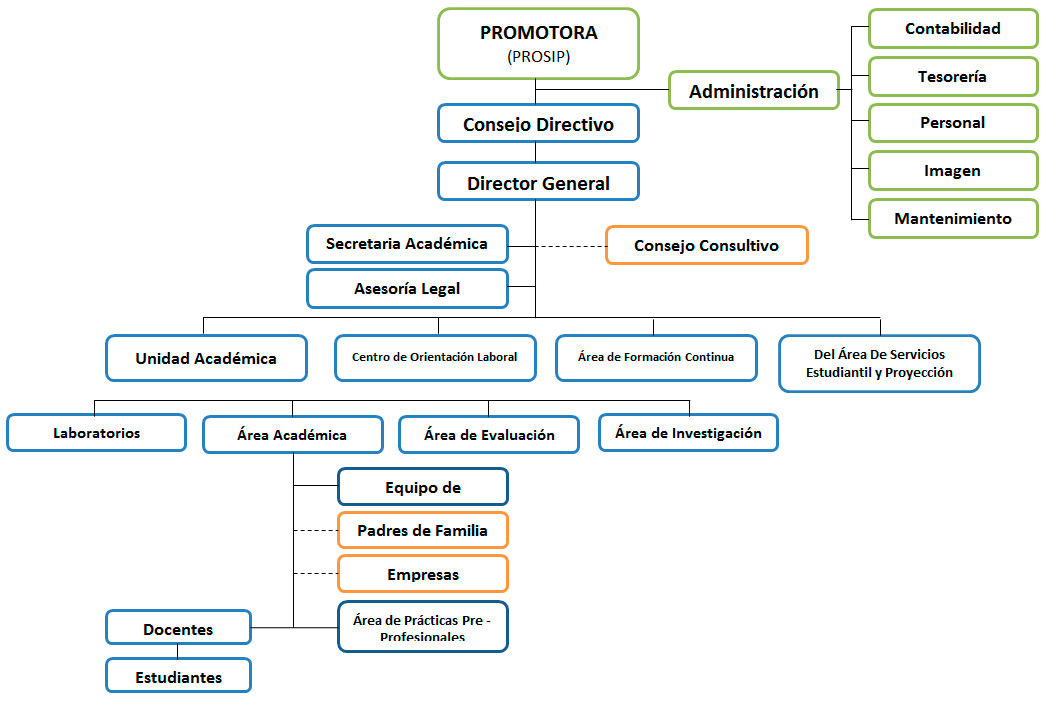 PROMOTORA
(PROSIP)
Contabilidad
Tesorería
Administración
Personal
Consejo Directivo
Imagen
Director General
Mantenimiento
Secretaria Académica
Consejo Consultivo
Asesoría Legal
Unidad Académica
Centro de Orientación Laboral
Área de Formación Continua
Del Área De Servicios
Estudiantil y Proyección
Laboratorios
Área Académica
Área de Evaluación
Área de Investigación
Equipo de
Padres de Familia
Empresas
Área de Prácticas Pre -
Profesionales
Docentes
Estudiantes